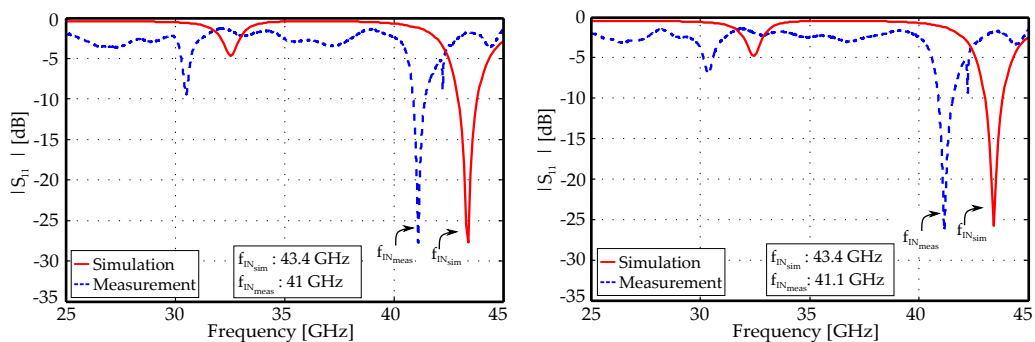 0
-5
-10
-15
-20
-25
-30
-35
|S11| [dB]
25
30
35
40
45
Frequency [GHz]
Simulation
Measurement
fINsim : 43.4 GHz
fINmeas : 41 GHz
fINmeas
fINsim
0
-5
-10
-15
-20
-25
-30
-35
|S11| [dB]
25
30
35
40
45
Frequency [GHz]
Simulation
Measurement
fINsim : 43.4 GHz
fINmeas : 41.1 GHz
fINmeas
fINsim